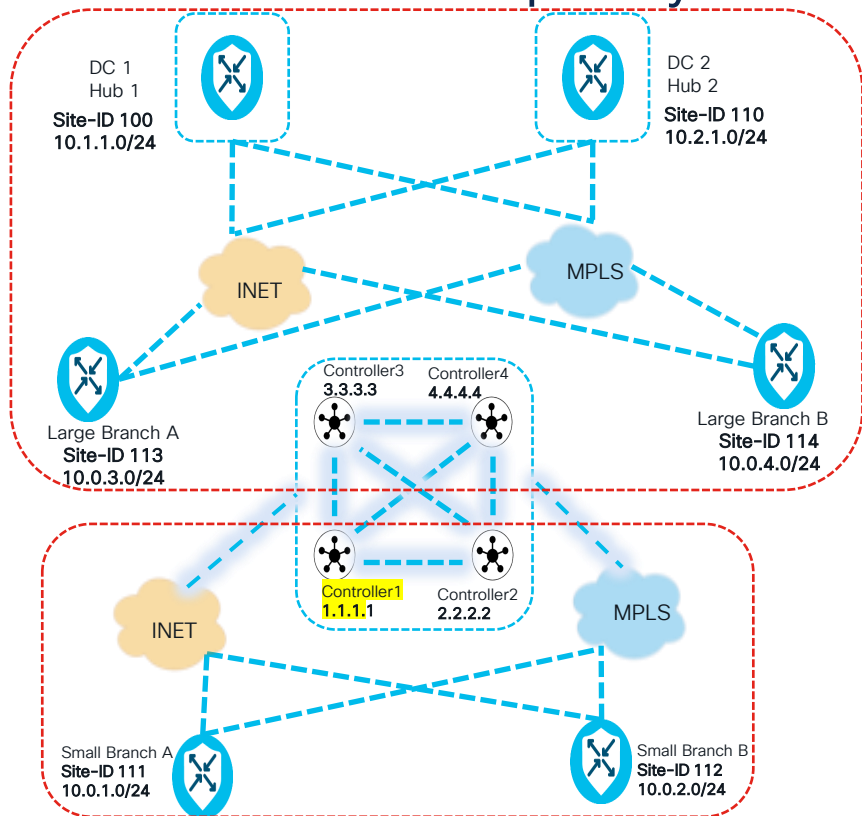 DC 1
Hub 1
Site-ID 100
10.1.1.0/24
DC 2
Hub 2
Site-ID 110
10.2.1.0/24
INET
MPLS
Controller3
3.3.3.3
Controller4
4.4.4.4
Large Branch A
Site-ID 113
10.0.3.0/24
Large Branch B
Site-ID 114
10.0.4.0/24
Controller1
1.1.1.1
Controller2
2.2.2.2
INET
MPLS
Small Branch A
Site-ID 111
10.0.1.0/24
Small Branch B
Site-ID 112
10.0.2.0/24